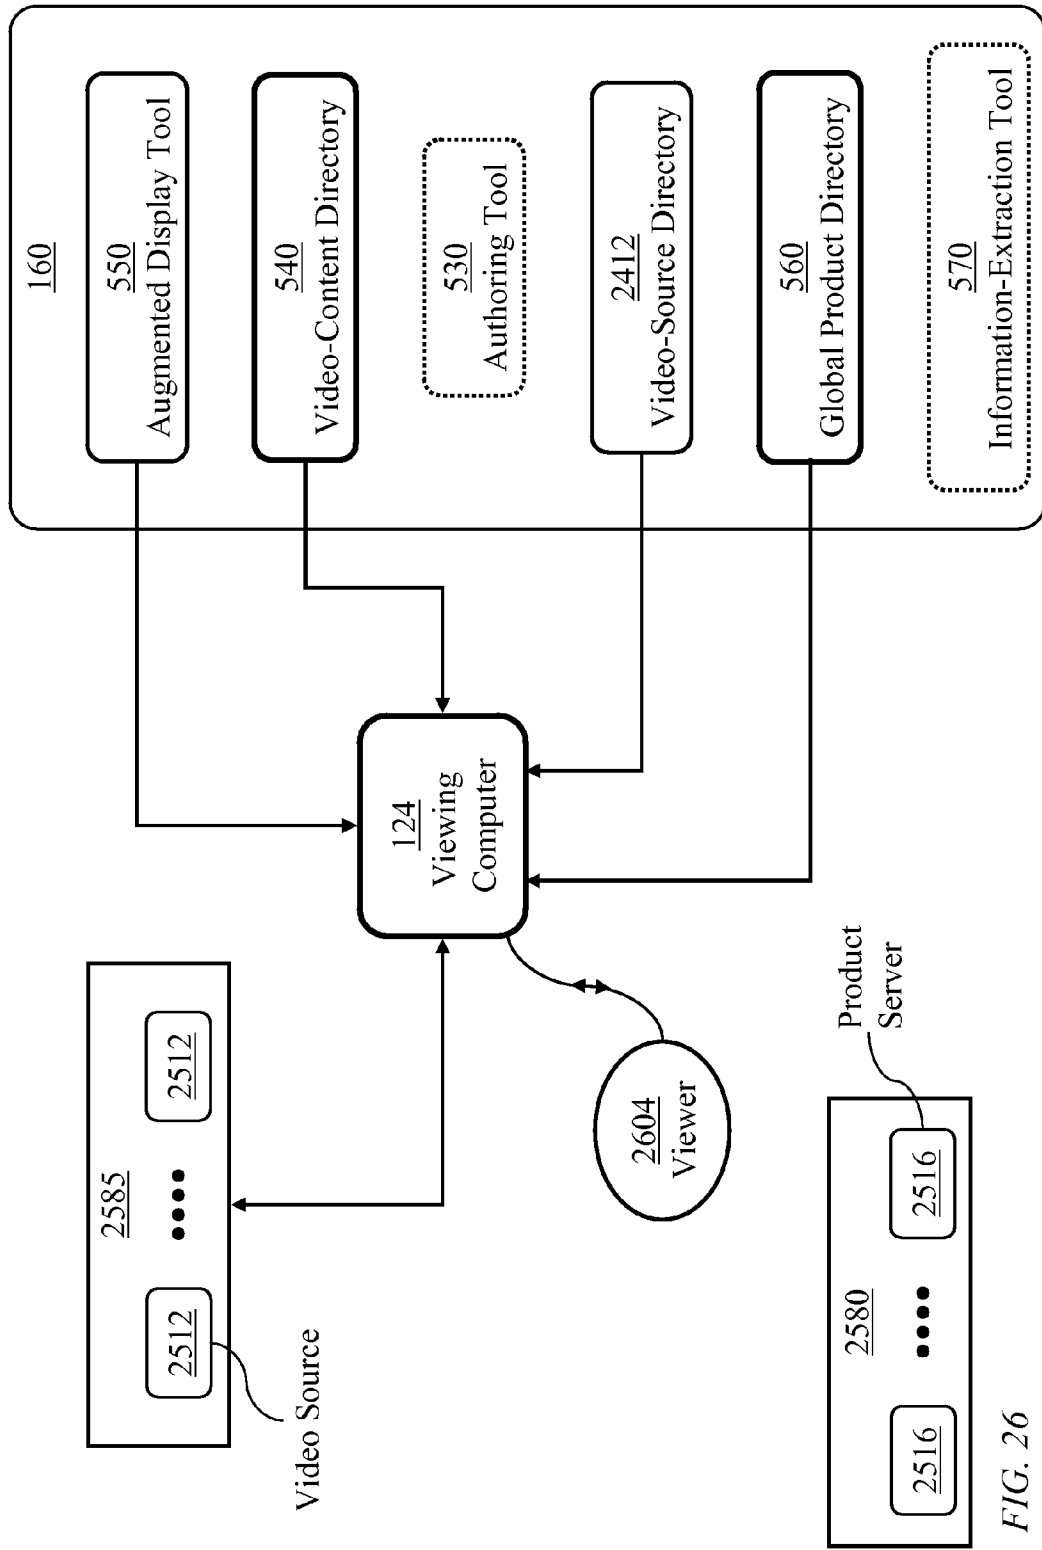 160
550
Augmented Display Tool
540
Video-Content Directory
530
Authoring Tool
2412
Video-Source Directory
560
Global Product Directory
570
Information-Extraction Tool
124
Viewing
Computer
2585
2512
2512
Video Source
2604
Viewer
2580
2516
2516
Product
Server
FIG. 26